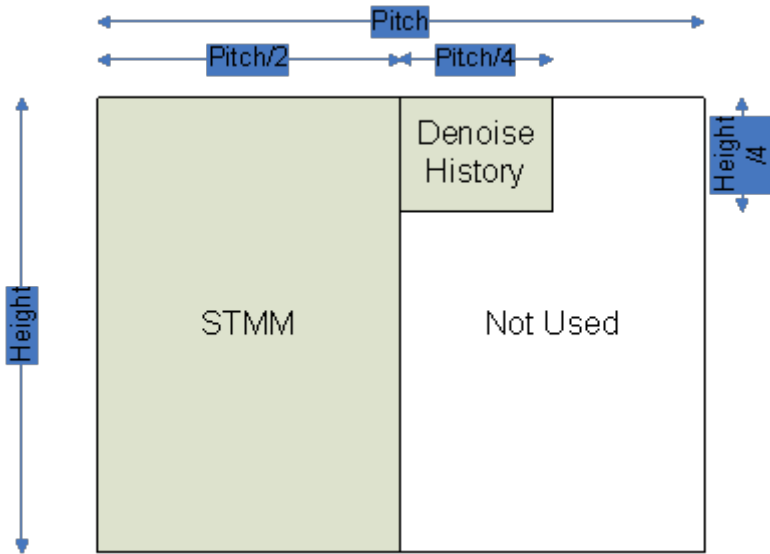 Pitch
Pitch/2
Pitch/4
Denoise
History
Height
/4
Height
STMM
Not Used